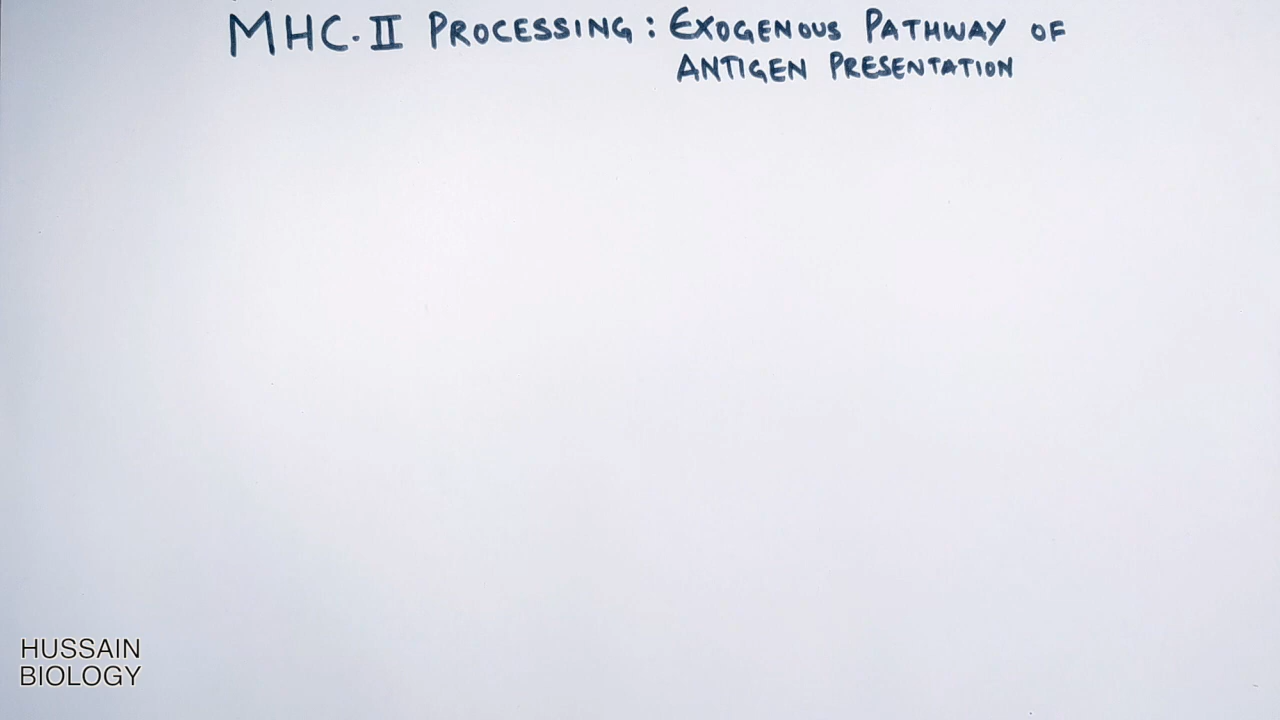 MHC-II PROCESSING: EXOGENOUS PATHWAY OF
ANTIGEN PRESENTATION
HUSSAIN
BIOLOGY